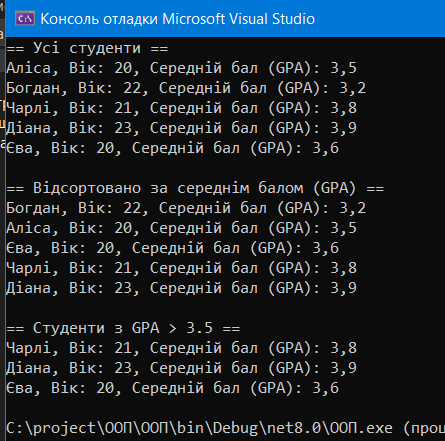 Консоль отладки Microsoft Visual Studio
== Усі студенти ==
Аліса, Вік: 20, Середній бал (GPA): 3,5
Богдан, Вік: 22, Середній бал (GPA): 3,2
Чарлі, Вік: 21, Середній бал (GPA): 3,8
Діана, Вік: 23, Середній бал (GPA): 3,9
Єва, Вік: 20, Середній бал (GPA): 3,6
== Відсортовано за середнім балом (GPA) ==
Богдан, Вік: 22, Середній бал (GPA): 3,2
Аліса, Вік: 20, Середній бал (GPA): 3,5
Єва, Вік: 20, Середній бал (GPA): 3,6
Чарлі, Вік: 21, Середній бал (GPA): 3,8
Діана, Вік: 23, Середній бал (GPA): 3,9
== Студенти з GPA > 3.5 ==
Чарлі, Вік: 21, Середній бал (GPA): 3,8
Діана, Вік: 23, Середній бал (GPA): 3,9
Єва, Вік: 20, Середній бал (GPA): 3,6
C:\project\ООП\ООП\bin\Debug\net8.0\ООП.exe (про